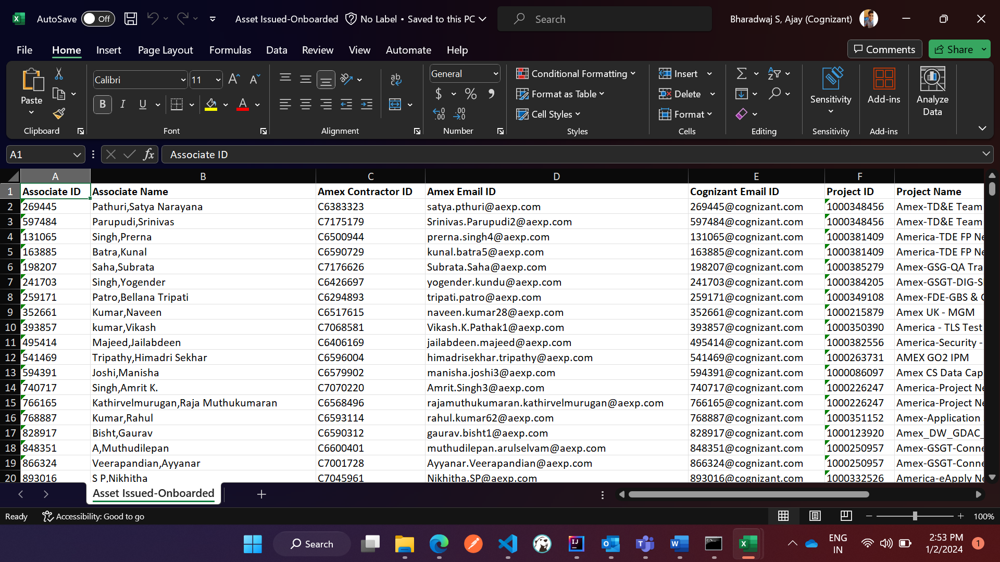 AutoSave Off Asset Issued-Onboarded No Label • Saved to this PC Search Bharadwaj S, Ajay (Cognizant)
File Home Insert Page Layout Formulas Data Review View Automate Help Comments Share
Paste Calibri 11 General Conditional Formatting Insert Sensitivity Add-ins Analyze Data
B I U A $ % Format as Table Delete
Cell Styles Format
Clipboard Font Alignment Number Styles Cells Editing Sensitivity Add-ins
A1 fx Associate ID
A B C D E F
1 Associate ID Associate Name Amex Contractor ID Amex Email ID Cognizant Email ID Project ID Project Name
2 269445 Pathuri,Satya Narayana C6383323 satya.pthuri@aexp.com 269445@cognizant.com 1000348456 Amex-TD&E Team
3 597484 Parupudi,Srinivas C7175179 Srinivas.Parupudi2@aexp.com 597484@cognizant.com 1000348456 Amex-TD&E Team
4 131065 Singh,Prerna C6500944 prerna.singh4@aexp.com 131065@cognizant.com 1000381409 America-TDE FP Ne
5 163885 Batra,Kunal C6590729 kunal.batra5@aexp.com 163885@cognizant.com 1000381409 America-TDE FP Ne
6 198207 Saha,Subrata C7176626 Subrata.Saha@aexp.com 198207@cognizant.com 1000385279 Amex-GSG-QA Tra
7 241703 Singh,Yogender C6426697 yogender.kundu@aexp.com 241703@cognizant.com 1000384205 Amex-GSGT-DIG-S
8 259171 Patro,Bellana Tripati C6294893 tripati.patro@aexp.com 259171@cognizant.com 1000349108 Amex-FDE-GBS &
9 352661 Kumar,Naveen C6517615 naveen.kumar28@aexp.com 352661@cognizant.com 1000215879 Amex UK - MGM
10 393857 kumar,Vikash C7068581 Vikash.K.Pathak1@aexp.com 393857@cognizant.com 1000350390 America - TLS Test
11 495414 Majeed,Jailabdeen C6406169 jailabdeen.majeed@aexp.com 495414@cognizant.com 1000382556 America-Security -
12 541469 Tripathy,Himadri Sekhar C6596004 himadrisekhar.tripathy@aexp.com 541469@cognizant.com 1000263731 AMEX GO2 IPM
13 594391 Joshi,Manisha C6579902 manisha.joshi3@aexp.com 594391@cognizant.com 1000086097 Amex CS Data Cap
14 740717 Singh,Amrit K. C7070220 Amrit.Singh3@aexp.com 740717@cognizant.com 1000226247 America-Project Ne
15 766165 Kathirvelmurugan,Raja Muthukumaran C6568496 rajamuthukumaran.kathirvelmurugan@aexp.com 766165@cognizant.com 1000226247 America-Project Ne
16 768887 Kumar,Rahul C6593114 rahul.kumar62@aexp.com 768887@cognizant.com 1000351152 Amex-Application
17 828917 Bisht,Gaurav C6590312 gaurav.bisht1@aexp.com 828917@cognizant.com 1000123920 Amex_DW_GDAC_
18 848351 A,Muthudilepan C6600401 muthudilepan.arulselvam@aexp.com 848351@cognizant.com 1000250957 Amex-GSGT-Conne
19 866324 Veerapandian,Ayyanar C7001728 Ayyanar.Veerapandian@aexp.com 866324@cognizant.com 1000250957 Amex-GSGT-Conne
20 893016 S P,Nikhitha C7045961 Nikhitha.SP@aexp.com 893016@cognizant.com 1000332526 America-eApply Ne
Asset Issued-Onboarded
Ready Accessibility: Good to go 100%
Search ENG IN 2:53 PM 1/2/2024 1